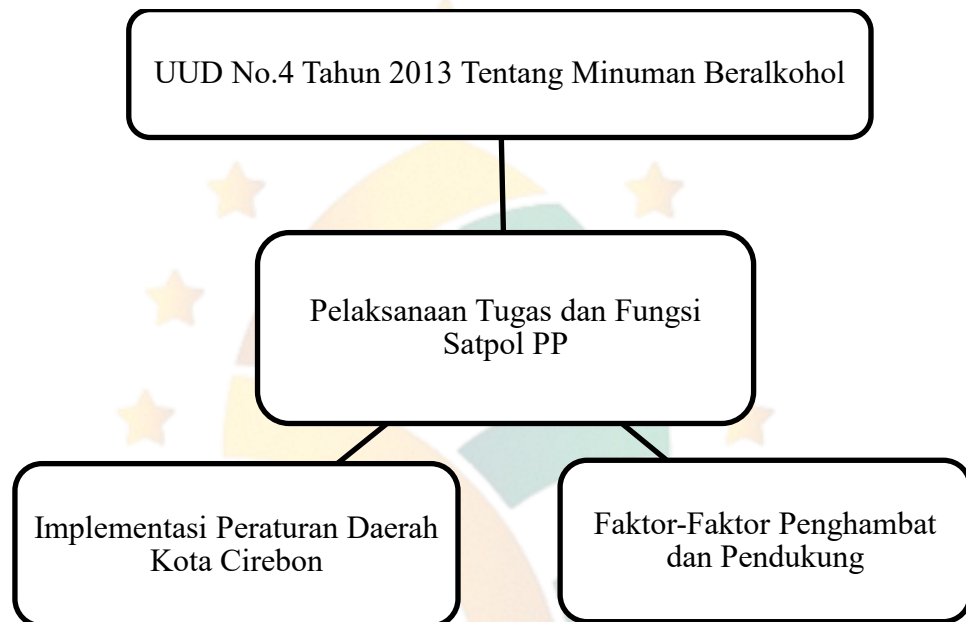 UUD No.4 Tahun 2013 Tentang Minuman Beralkohol
Pelaksanaan Tugas dan Fungsi
Satpol PP
Implementasi Peraturan Daerah
Kota Cirebon
Faktor-Faktor Penghambat
dan Pendukung